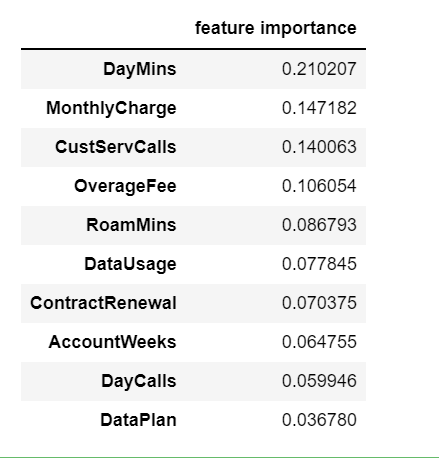 feature importance
DayMins 0.210207
MonthlyCharge 0.147182
CustServCalls 0.140063
OverageFee 0.106054
RoamMins 0.086793
DataUsage 0.077845
ContractRenewal 0.070375
AccountWeeks 0.064755
DayCalls 0.059946
DataPlan 0.036780